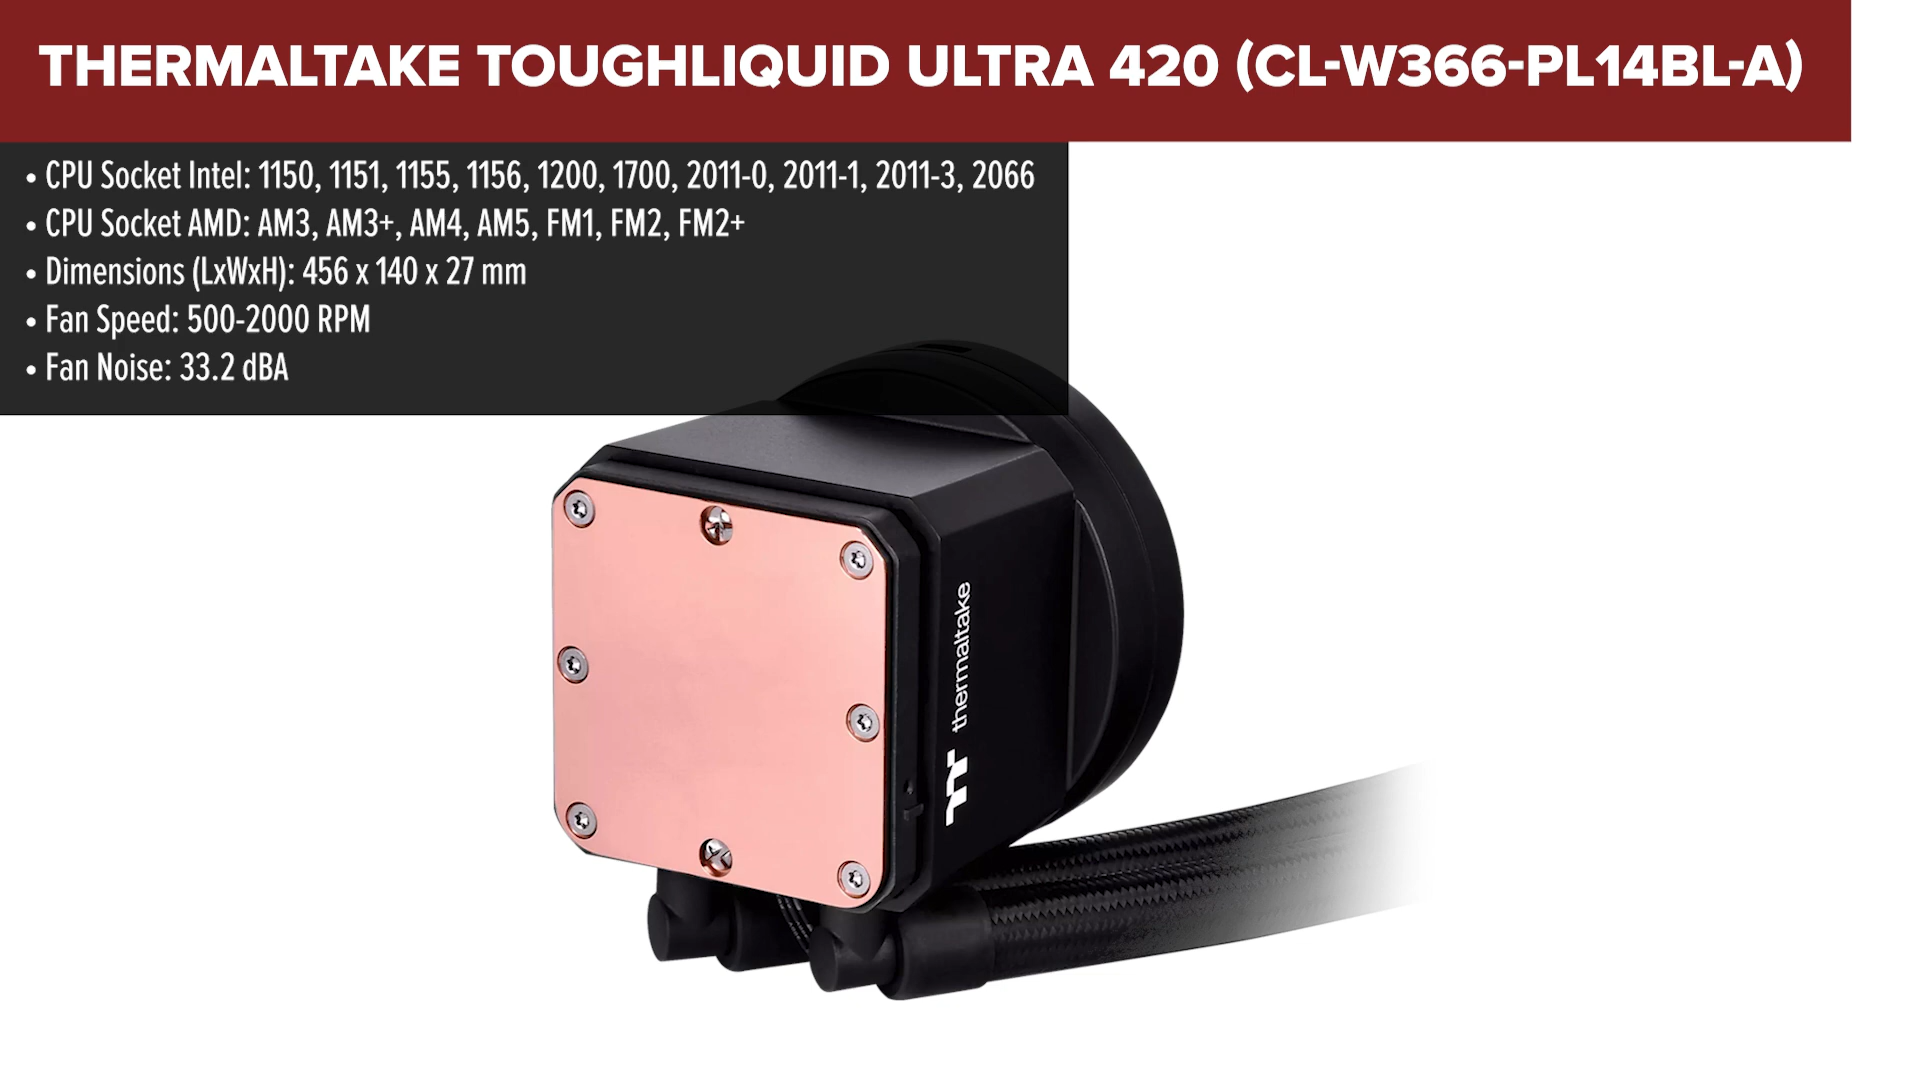 THERMALTAKE TOUGHLIQUID ULTRA 420 (CL-W366-PL14BL-A)
• CPU Socket Intel: 1150, 1151, 1155, 1156, 1200, 1700, 2011-0, 2011-1, 2011-3, 2066
• CPU Socket AMD: AM3, AM3+, AM4, AM5, FM1, FM2, FM2+
• Dimensions (LxWxH): 456 x 140 x 27 mm
• Fan Speed: 500-2000 RPM
• Fan Noise: 33.2 dBA
thermaltake